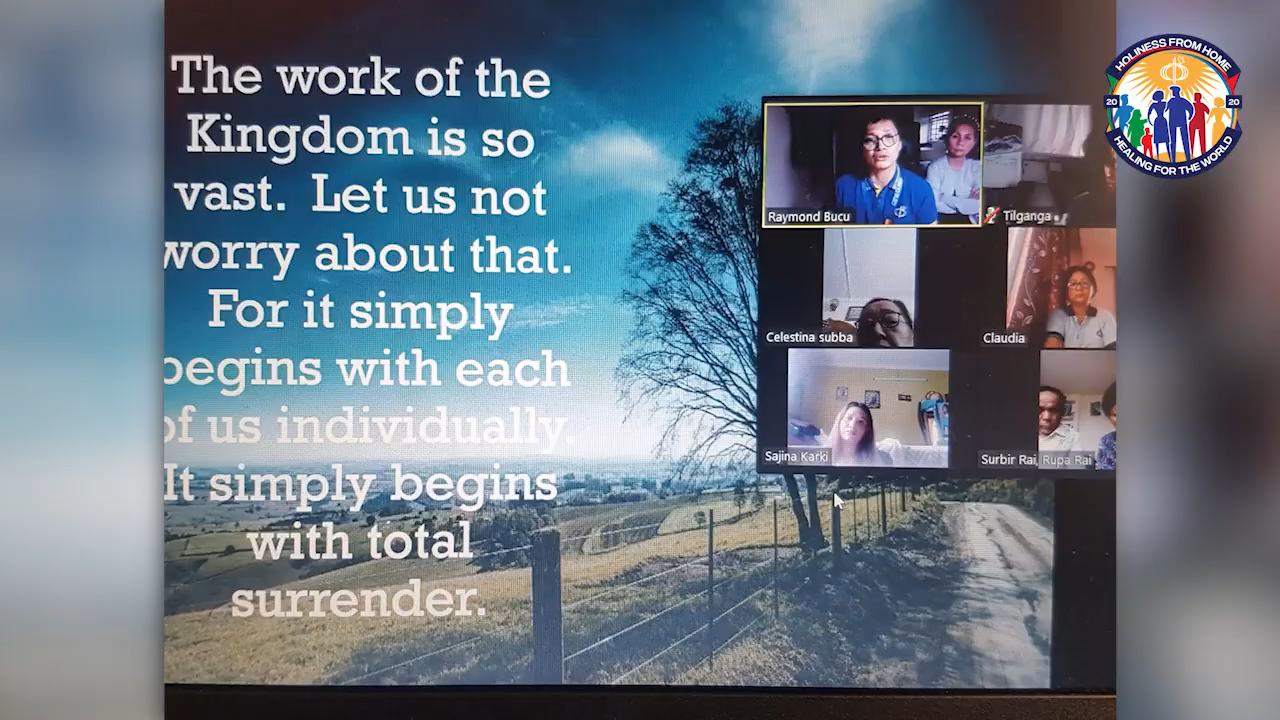 The work of the
Kingdom is so
vast. Let us not
worry about that.
For it simply
begins with each
of us individually.
It simply begins
with total
surrender.
Raymond Bucu
Tilganga
Celestina subba
Claudia
Sajina Karki
Surbir Rai, Rupa Rai
HOLINESS FROM HOME
20 20
HEALING FOR THE WORLD